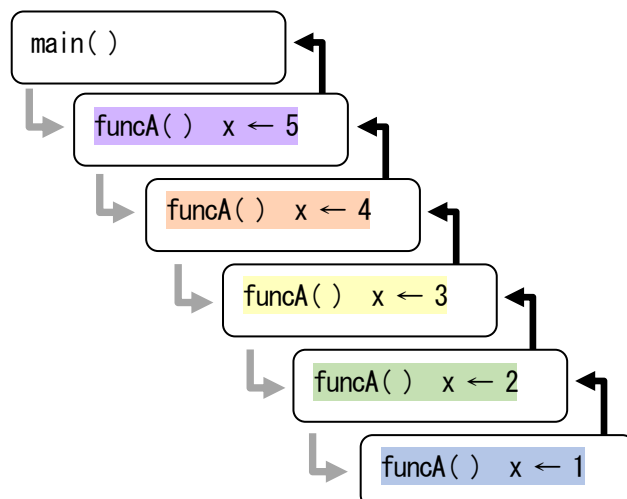 main( )
funcA( )  x ← 5
funcA( )  x ← 4
funcA( )  x ← 3
funcA( )  x ← 2
funcA( )  x ← 1